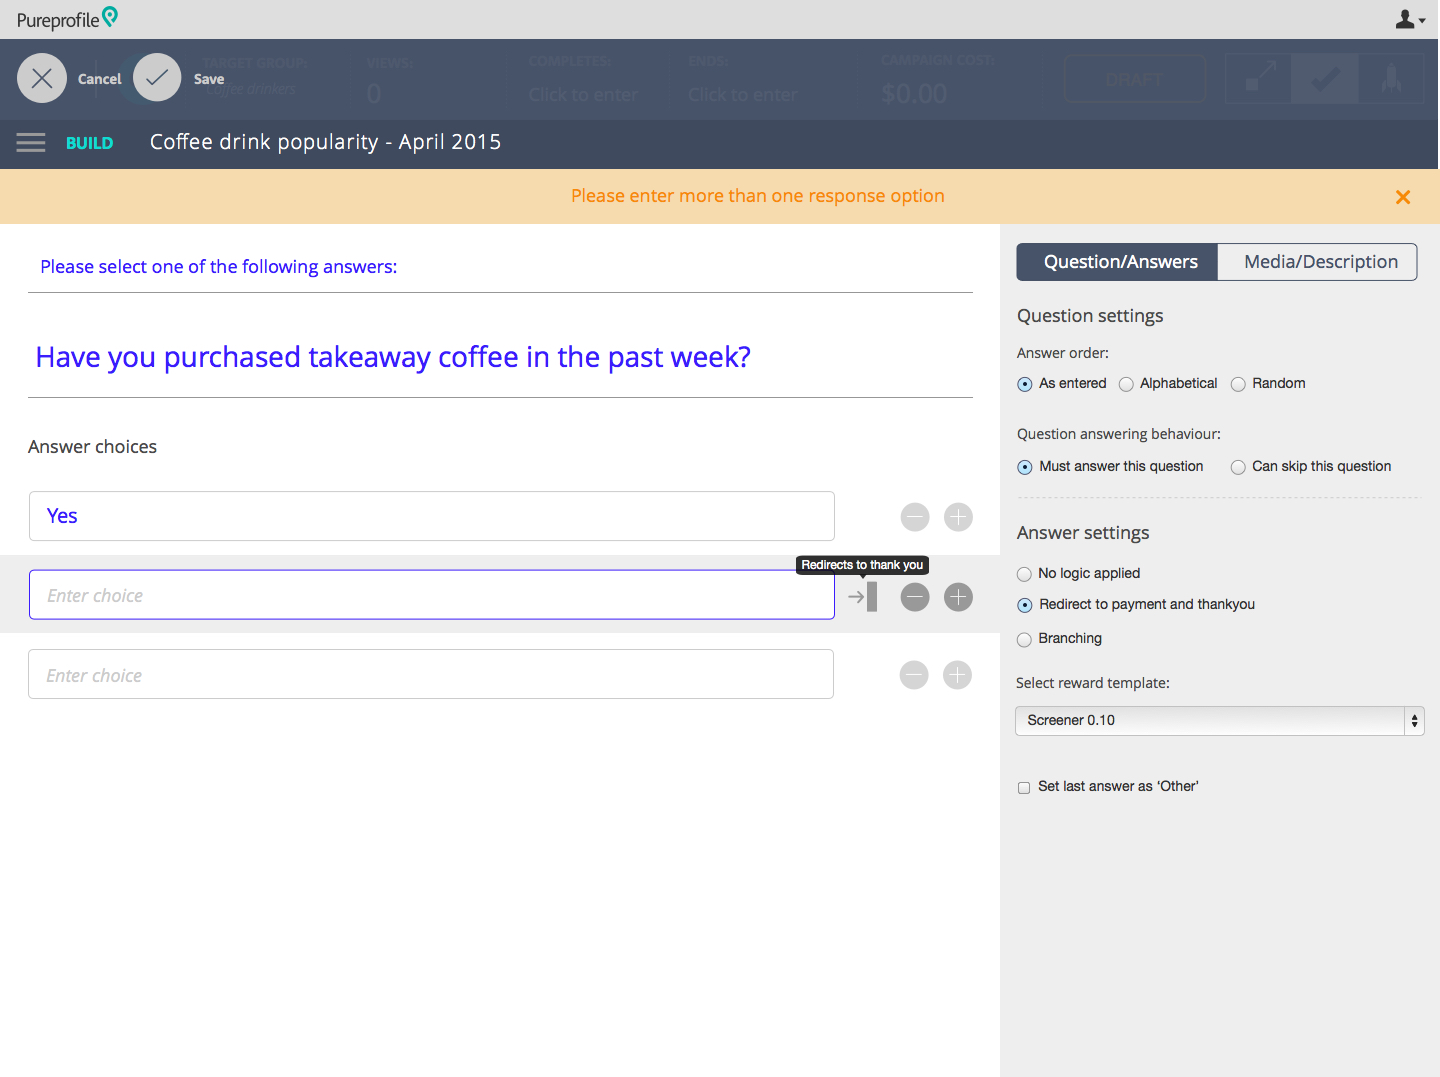 Pureprofile
Cancel
Save
TARGET GROUP:
Coffee drinkers
VIEWS:
0
COMPLETES:
Click to enter
ENDS:
Click to enter
CAMPAIGN COST:
$0.00
DRAFT
BUILD
Coffee drink popularity - April 2015
Please enter more than one response option
Please select one of the following answers:
Have you purchased takeaway coffee in the past week?
Answer choices
Yes
Redirects to thank you
Enter choice
Enter choice
Question/Answers
Media/Description
Question settings
Answer order:
As entered
Alphabetical
Random
Question answering behaviour:
Must answer this question
Can skip this question
Answer settings
No logic applied
Redirect to payment and thankyou
Branching
Select reward template:
Screener 0.10
Set last answer as ‘Other’